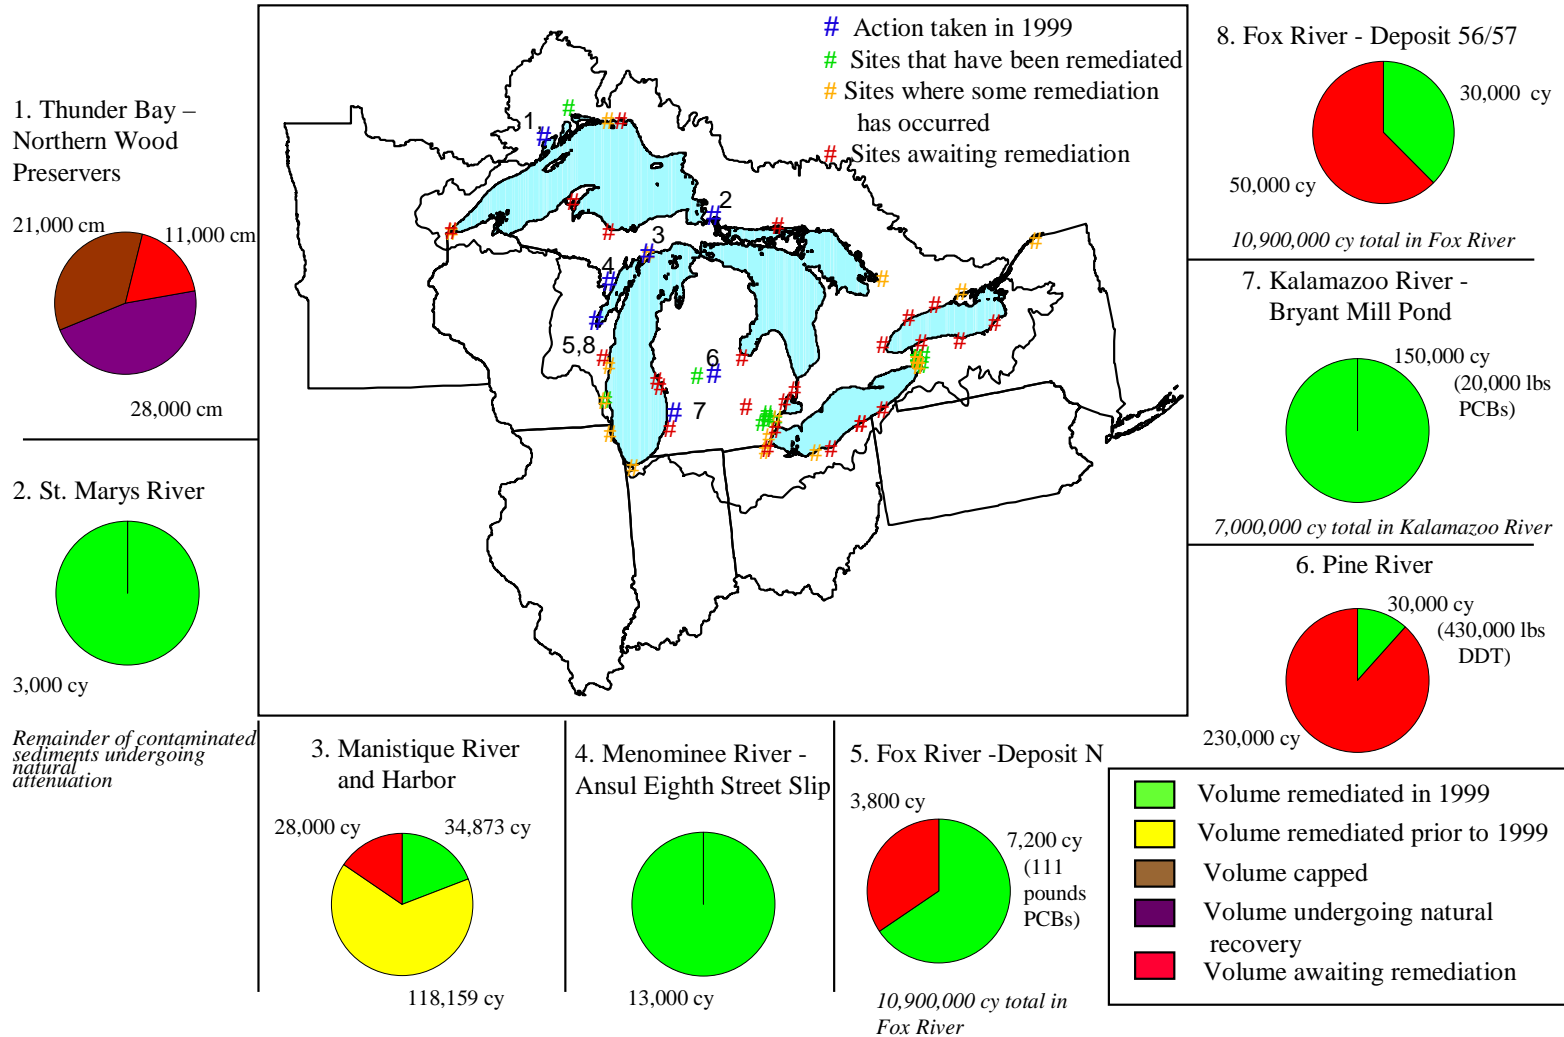 # Action taken in 1999
# Sites that have been remediated
# Sites where some remediation
has occurred
# Sites awaiting remediation
1
2
3
4
5,8
6
7
1. Thunder Bay –
Northern Wood
Preservers
21,000 cm
11,000 cm
28,000 cm
2. St. Marys River
3,000 cy
Remainder of contaminated
sediments undergoing
natural
attenuation
3. Manistique River
and Harbor
28,000 cy
34,873 cy
118,159 cy
4. Menominee River -
Ansul Eighth Street Slip
13,000 cy
5. Fox River -Deposit N
3,800 cy
7,200 cy
(111
pounds
PCBs)
10,900,000 cy total in
Fox River
8. Fox River - Deposit 56/57
30,000 cy
50,000 cy
10,900,000 cy total in Fox River
7. Kalamazoo River -
Bryant Mill Pond
150,000 cy
(20,000 lbs
PCBs)
7,000,000 cy total in Kalamazoo River
6. Pine River
30,000 cy
(430,000 lbs
DDT)
230,000 cy
Volume remediated in 1999
Volume remediated prior to 1999
Volume capped
Volume undergoing natural
recovery
Volume awaiting remediation